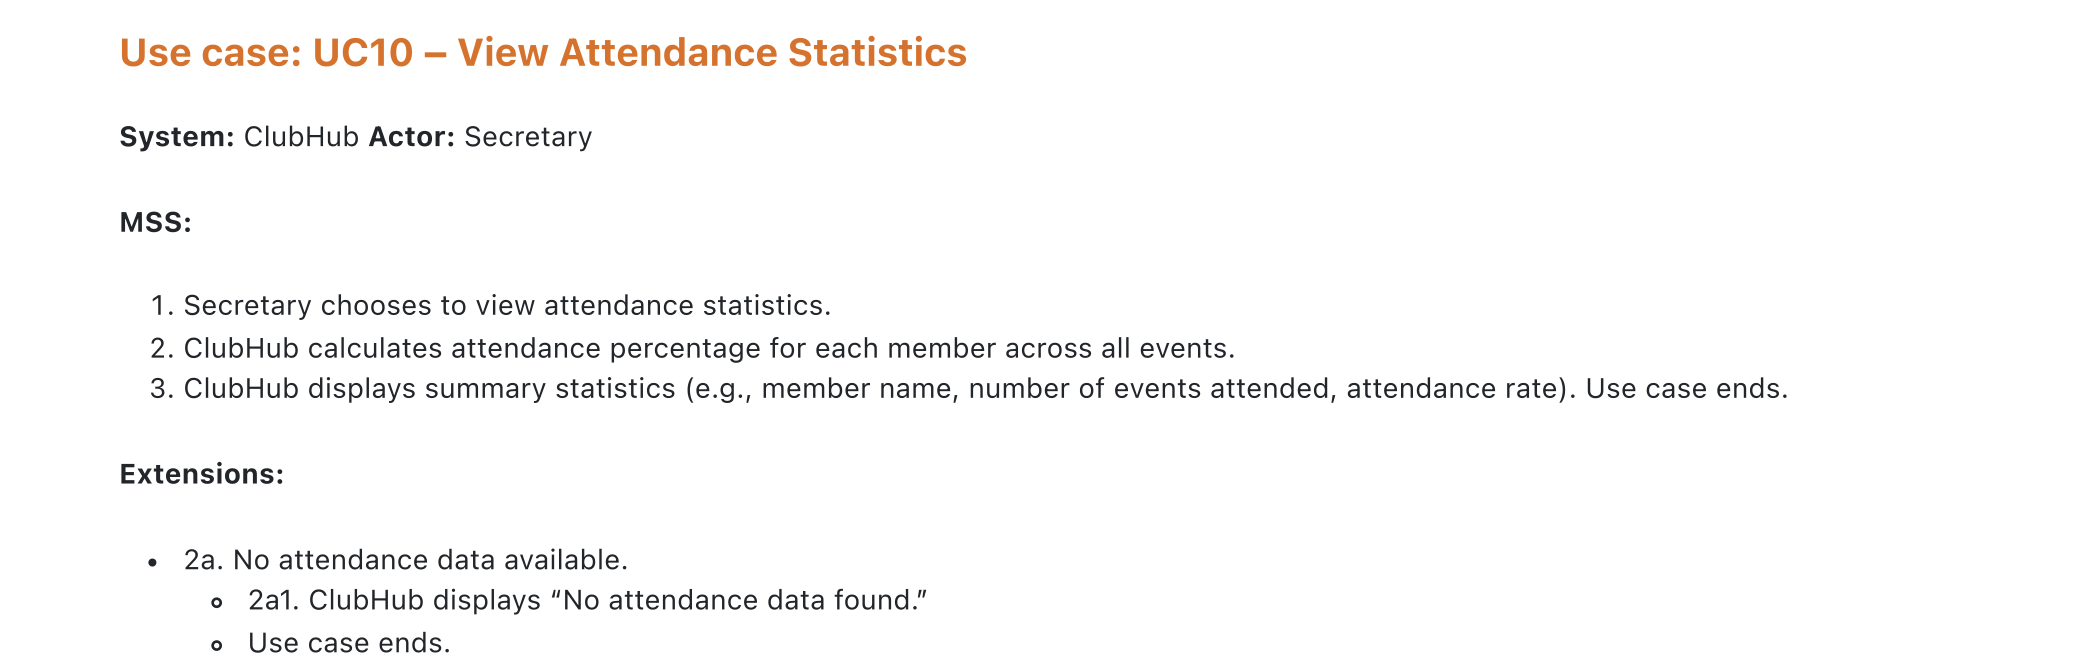 Use case: UC10 – View Attendance Statistics
System: ClubHub Actor: Secretary
MSS:
1. Secretary chooses to view attendance statistics.
2. ClubHub calculates attendance percentage for each member across all events.
3. ClubHub displays summary statistics (e.g., member name, number of events attended, attendance rate). Use case ends.
Extensions:
• 2a. No attendance data available.
◦ 2a1. ClubHub displays “No attendance data found.”
◦ Use case ends.